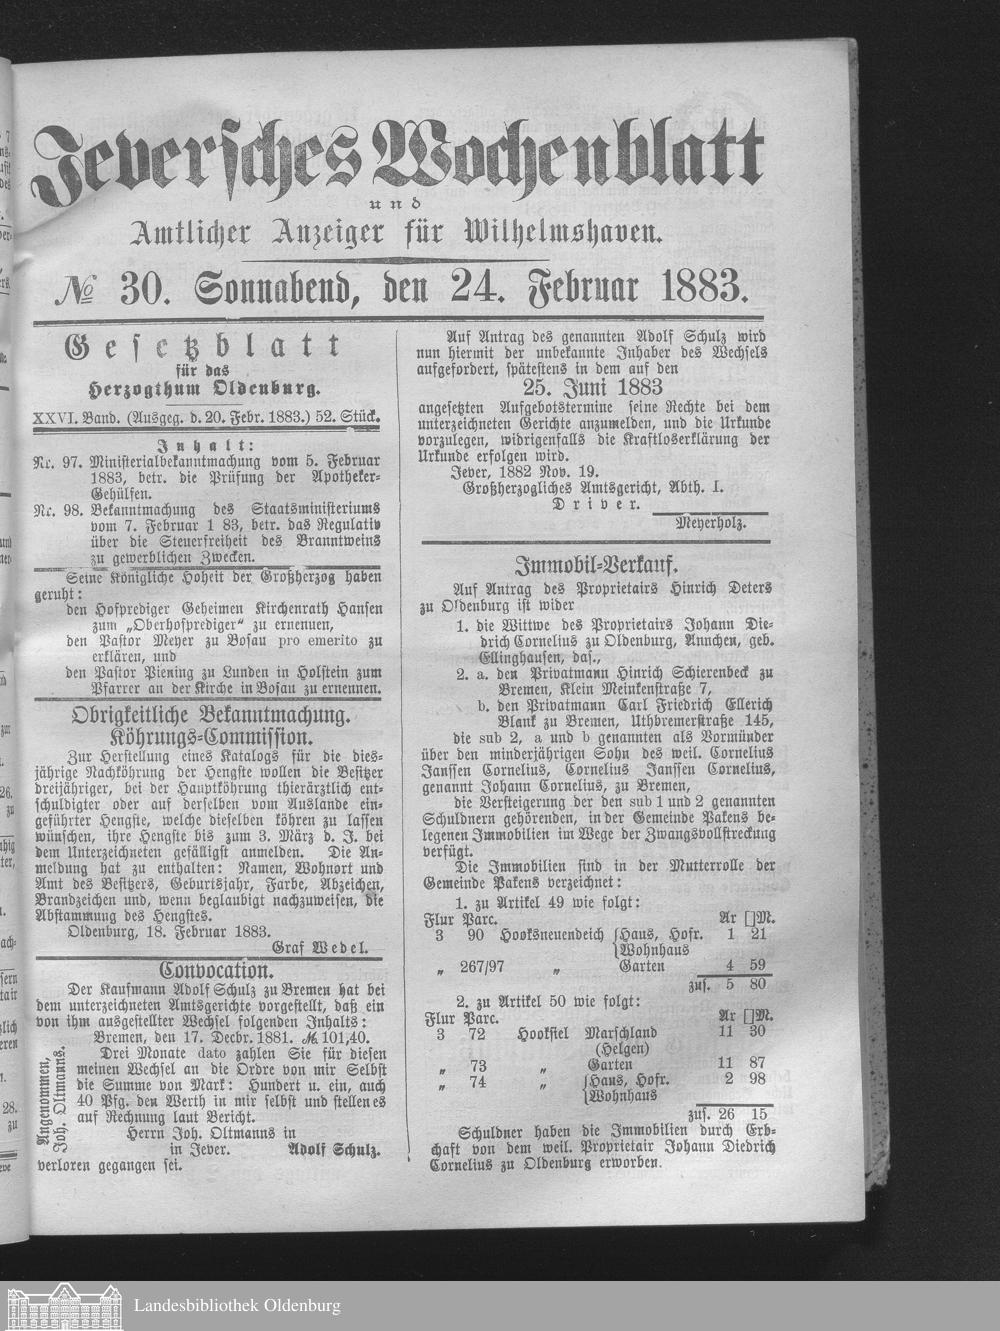 Jeversches Wochenblatt
und
Amtlicher Anzeiger für Wilhelmshaven.
№ 30. Sonnabend, den 24. Februar 1883.
Gesetzblatt
für das
Herzogthum Oldenburg.
XXVI. Band. (Ausgeg. d. 20. Febr. 1883.) 52. Stück.
Inhalt:
Nr. 97. Ministerialbekanntmachung vom 5. Februar
1883, betr. die Prüfung der Apotheker-
Gehülfen.
Nr. 98. Bekanntmachung des Staatsministeriums
vom 7. Februar 1 83, betr. das Regulativ
über die Steuerfreiheit des Branntweins
zu gewerblichen Zwecken.
Seine Königliche Hoheit der Großherzog haben
geruht:
den Hofprediger Geheimen Kirchenrath Hansen
zum „Oberhofprediger“ zu ernennen,
den Pastor Meyer zu Bosau pro emerito zu
erklären, und
den Pastor Piening zu Lunden in Holstein zum
Pfarrer an der Kirche in Bosau zu ernennen.
Obrigkeitliche Bekanntmachung.
Köhrungs-Commission.
Zur Herstellung eines Katalogs für die dies-
jährige Nachköhrung der Hengste wollen die Besitzer
dreijähriger, bei der Hauptköhrung thierärztlich ent-
schuldigter oder auf derselben vom Auslande ein-
geführter Hengste, welche dieselben köhren zu lassen
wünschen, ihre Hengste bis zum 3. März d. J. bei
dem Unterzeichneten gefälligst anmelden. Die An-
meldung hat zu enthalten: Namen, Wohnort und
Amt des Besitzers, Geburtsjahr, Farbe, Abzeichen,
Brandzeichen und, wenn beglaubigt nachzuweisen, die
Abstammung des Hengstes.
Oldenburg, 18. Februar 1883.
Graf Wedel.
Convocation.
Der Kaufmann Adolf Schulz zu Bremen hat bei
dem unterzeichneten Amtsgerichte vorgestellt, daß ein
von ihm ausgestellter Wechsel folgenden Inhalts:
Bremen, den 17. Decbr. 1881. ℳ 101,40.
Drei Monate dato zahlen Sie für diesen
meinen Wechsel an die Ordre von mir Selbst
die Summe von Mark: Hundert u. ein, auch
40 Pfg. den Werth in mir selbst und stellen es
auf Rechnung laut Bericht.
Herrn Joh. Oltmanns in
in Jever. Adolf Schulz.
Angenommen,
Joh. Oltmanns.
verloren gegangen sei.
Auf Antrag des genannten Adolf Schulz wird
nun hiermit der unbekannte Inhaber des Wechsels
aufgefordert, spätestens in dem auf den
25. Juni 1883
angesetzten Aufgebotstermine seine Rechte bei dem
unterzeichneten Gerichte anzumelden, und die Urkunde
vorzulegen, widrigenfalls die Kraftloserklärung der
Urkunde erfolgen wird.
Jever, 1882 Nov. 19.
Großherzogliches Amtsgericht, Abth. I.
Driver.
Meyerholz.
Immobil-Verkauf.
Auf Antrag des Proprietairs Hinrich Deters
zu Oldenburg ist wider
1. die Wittwe des Proprietairs Johann Die-
drich Cornelius zu Oldenburg, Annchen, geb.
Ellinghausen, das.,
2. a. den Privatmann Hinrich Schierenbeck zu
Bremen, Klein Meinkenstraße 7,
b. den Privatmann Carl Friedrich Ellerich
Blank zu Bremen, Uthbremerstraße 145,
die sub 2, a und b genannten als Vormünder
über den minderjährigen Sohn des weil. Cornelius
Janssen Cornelius, Cornelius Janssen Cornelius,
genannt Johann Cornelius, zu Bremen,
die Versteigerung der den sub 1 und 2 genannten
Schuldnern gehörenden, in der Gemeinde Pakens be-
legenen Immobilien im Wege der Zwangsvollstreckung
verfügt.
Die Immobilien sind in der Mutterrolle der
Gemeinde Pakens verzeichnet:
1. zu Artikel 49 wie folgt:
Flur Parc. Ar []M.
3 90 Hooksneuendeich {Haus, Hofr. 1 21
{Wohnhaus
„ 267/97 „ Garten 4 59
zus. 5 80
2. zu Artikel 50 wie folgt:
Flur Parc. Ar []M.
3 72 Hooksiel Marschland 11 30
(Helgen)
„ 73 „ Garten 11 87
„ 74 „ {Haus, Hofr. 2 98
{Wohnhaus
zus. 26 15
Schuldner haben die Immobilien durch Erb-
chaft von dem weil. Proprietair Johann Diedrich
Cornelius zu Oldenburg erworben.
Landesbibliothek Oldenburg